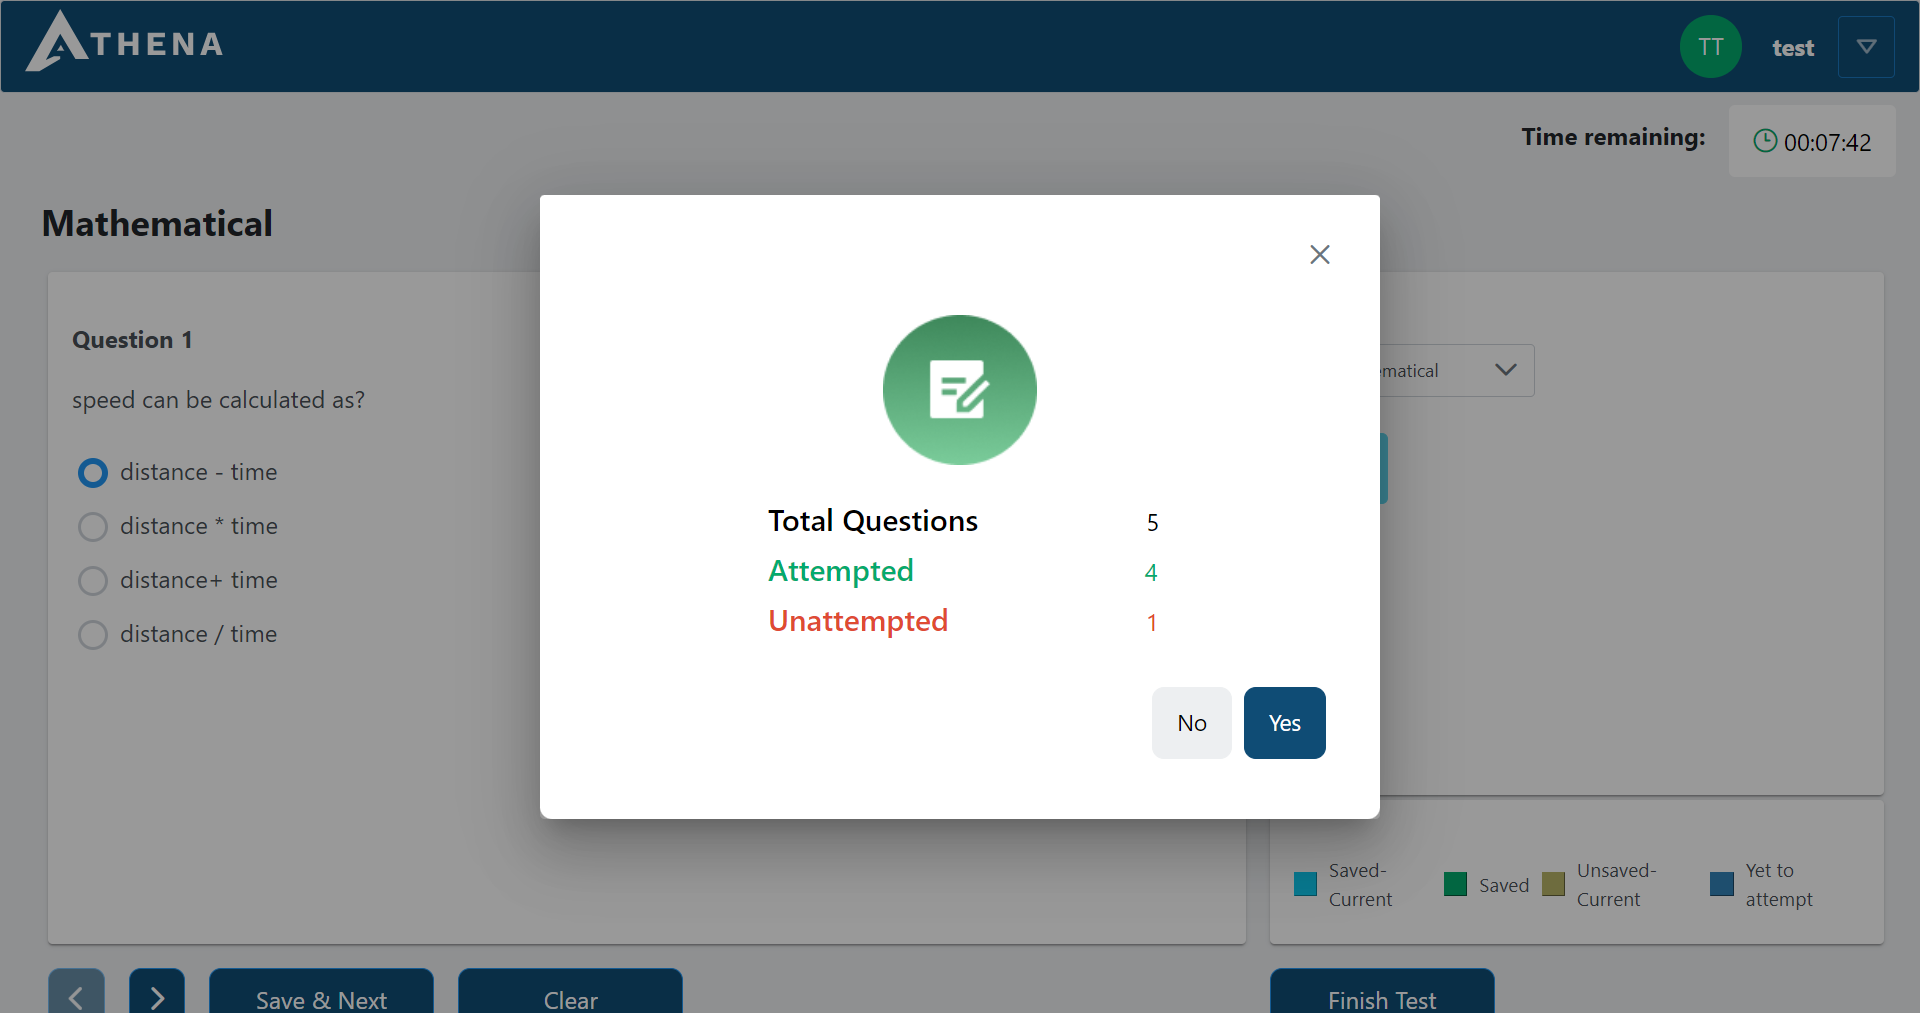 ATHENA
TT
test
Time remaining:
00:07:42
Mathematical
Question 1
speed can be calculated as?
distance - time
distance * time
distance+ time
distance / time
Total Questions 5
Attempted 4
Unattempted 1
No
Yes
Saved-
Current
Saved
Unsaved-
Current
Yet to
attempt
Save & Next
Clear
Finish Test